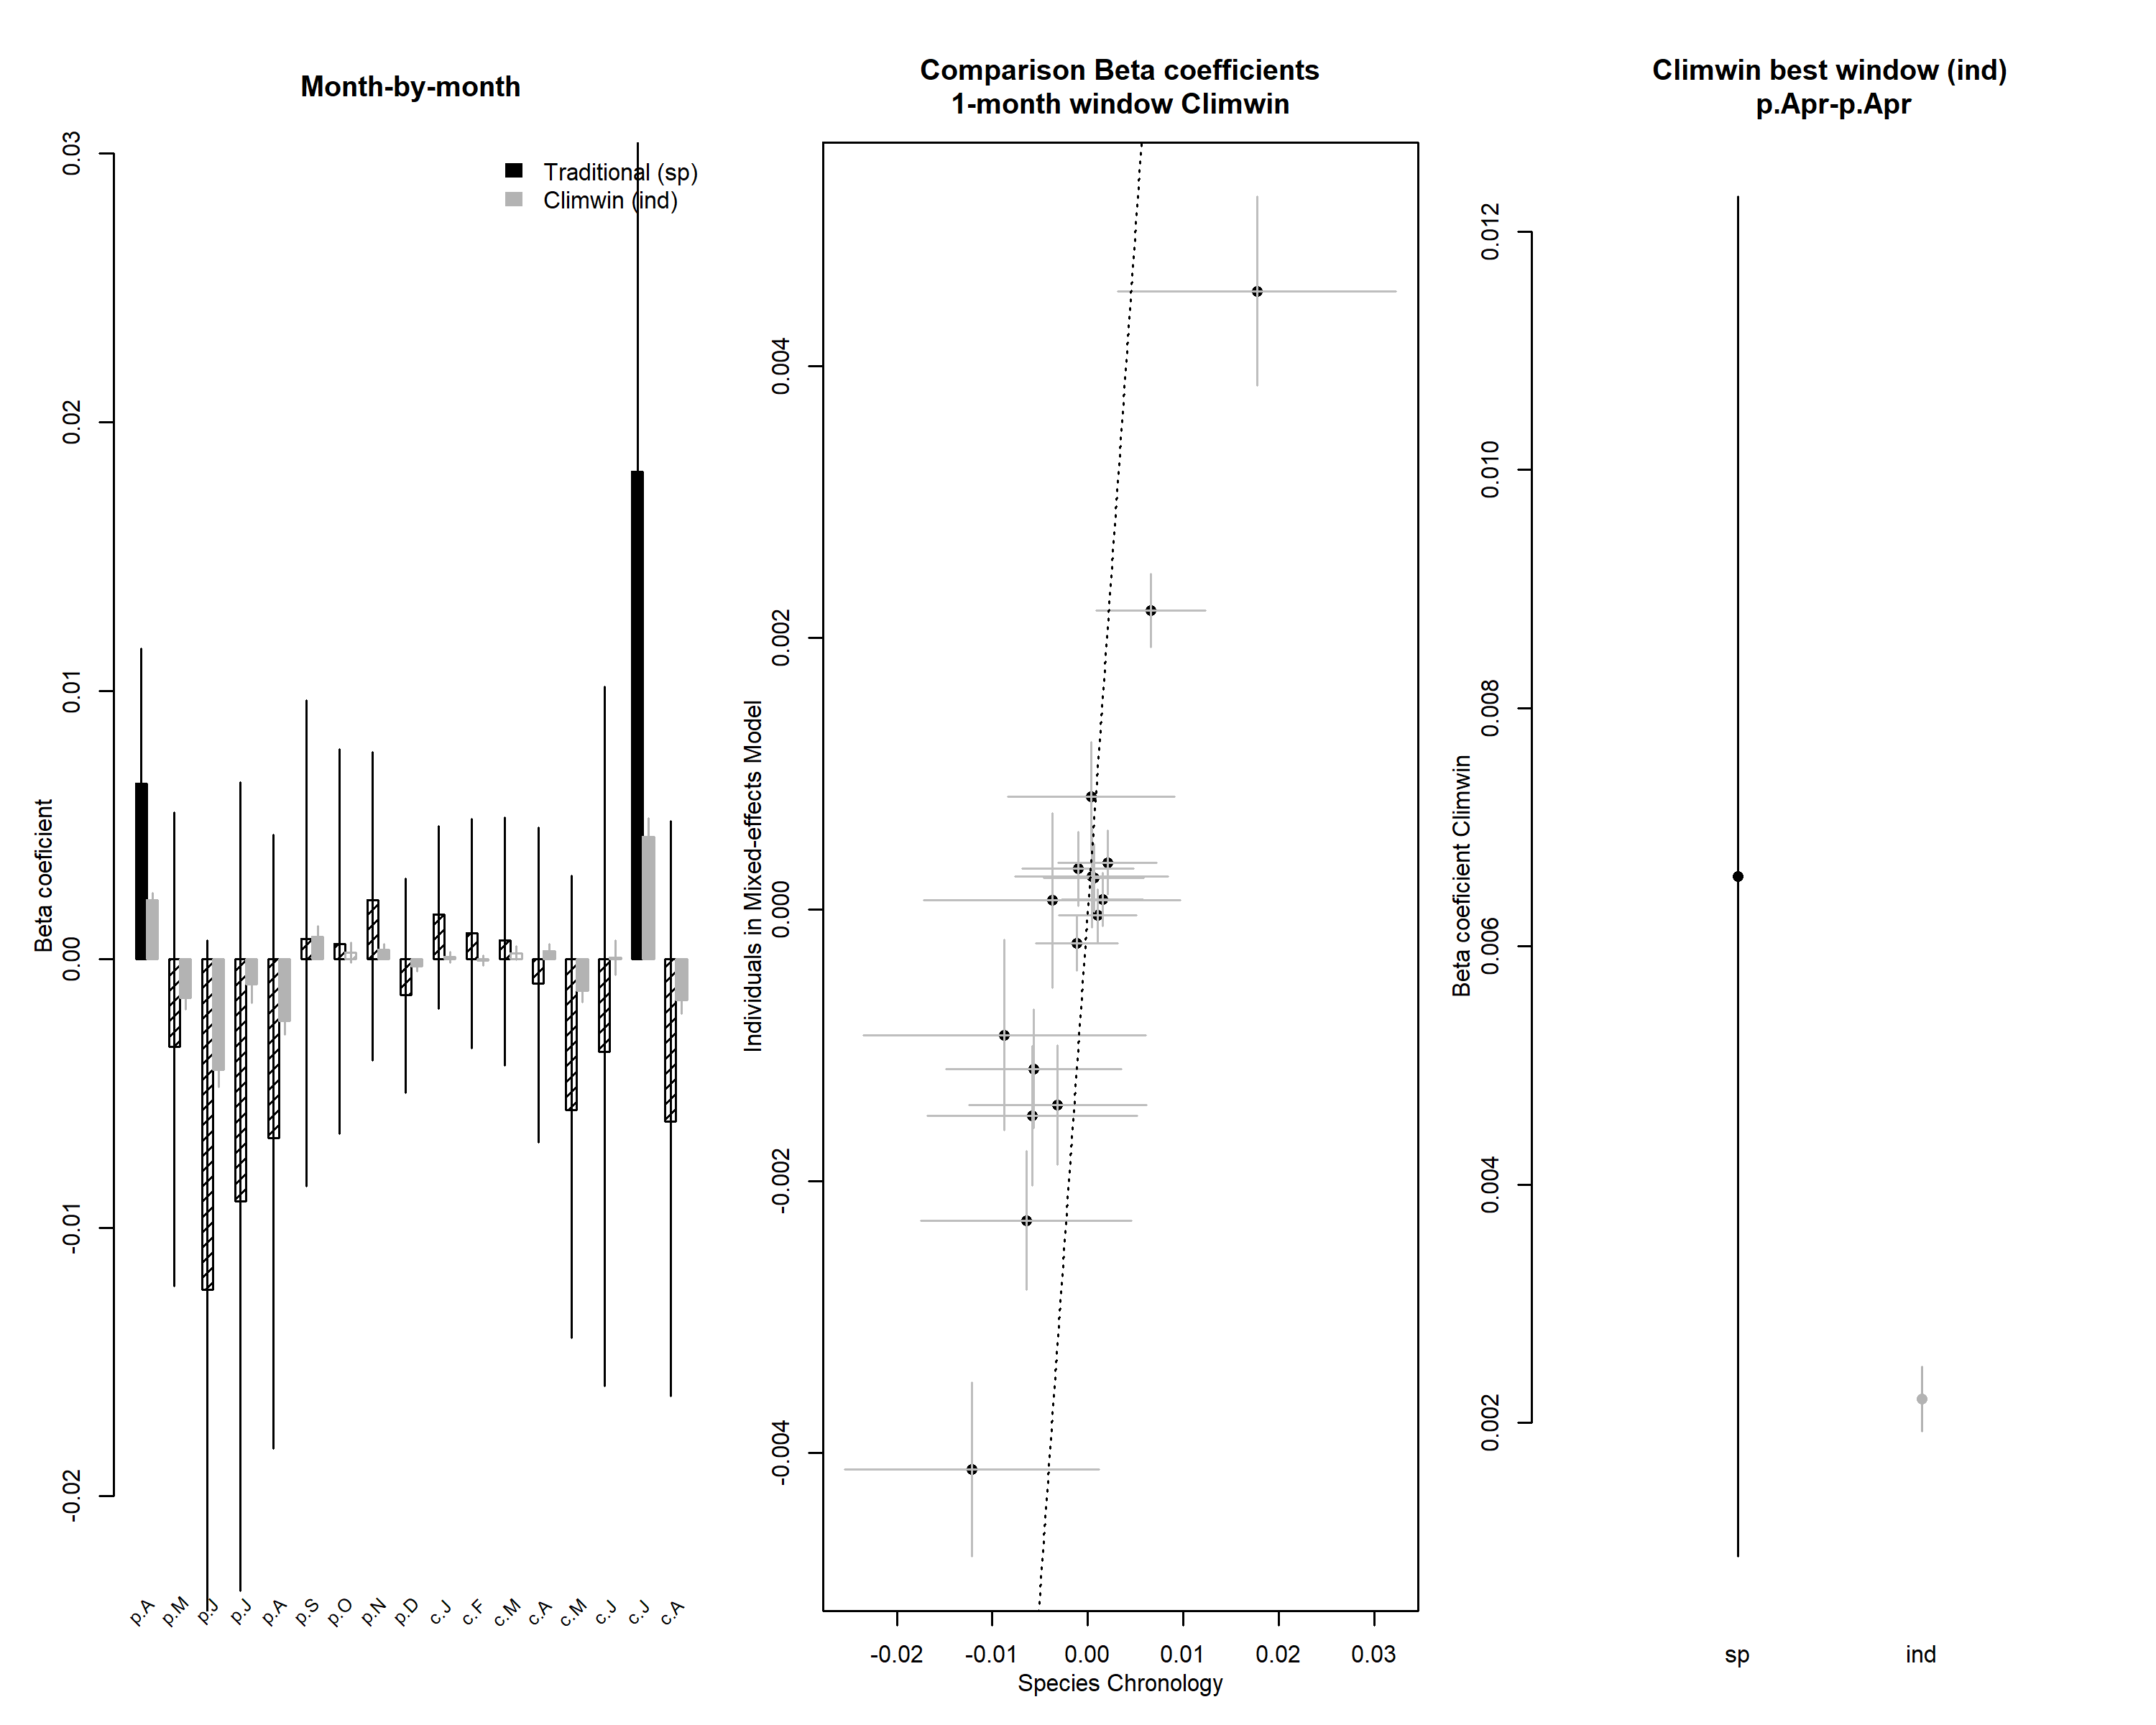 Month-by-month
Traditional (sp)
Climwin (ind)
Beta coeficient
0.03
0.02
0.01
0.00
-0.01
-0.02
p.A
p.M
p.J
p.J
p.A
p.S
p.O
p.N
p.D
c.J
c.F
c.M
c.A
c.M
c.J
c.J
c.A
Comparison Beta coefficients
1-month window Climwin
Individuals in Mixed-effects Model
0.004
0.002
0.000
-0.002
-0.004
-0.02
-0.01
0.00
0.01
0.02
0.03
Species Chronology
Climwin best window (ind)
p.Apr-p.Apr
Beta coeficient Climwin
0.012
0.010
0.008
0.006
0.004
0.002
sp
ind